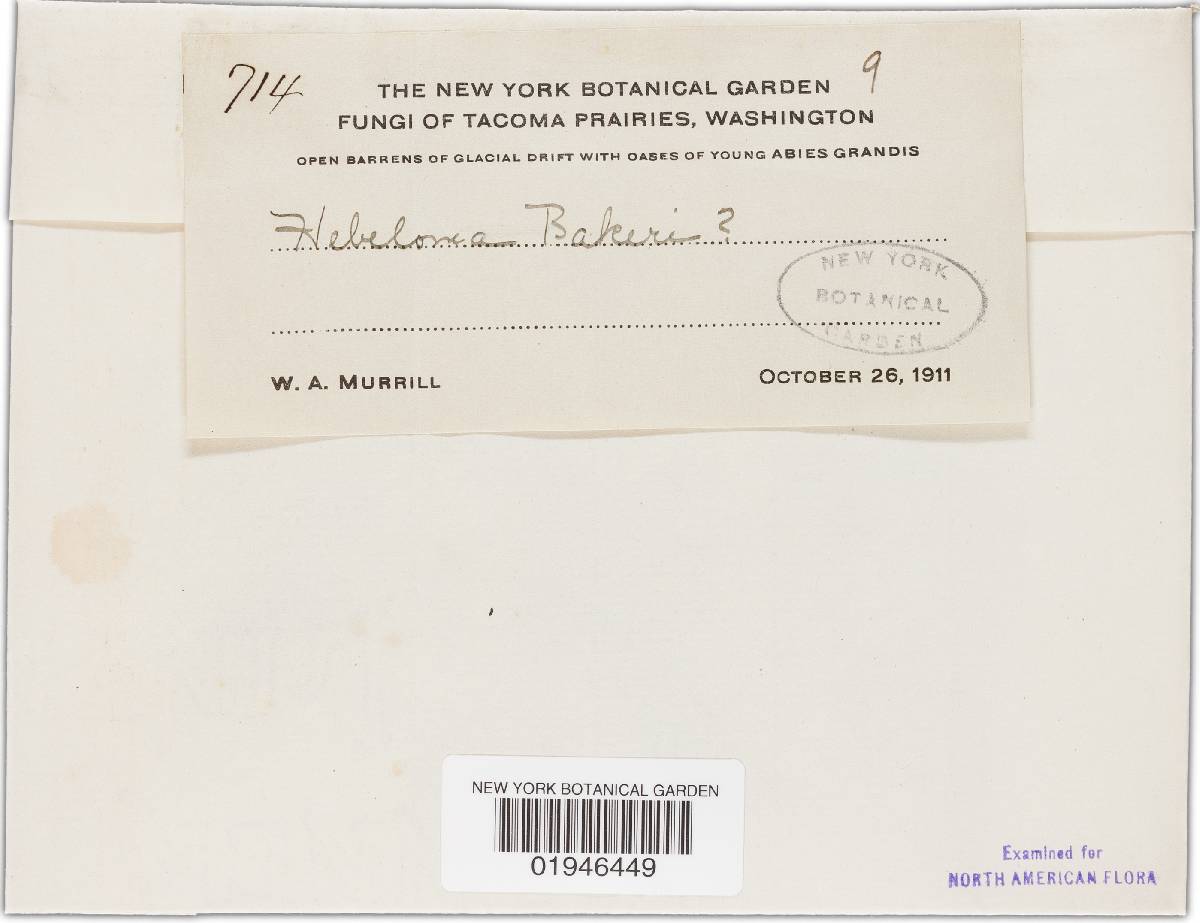 714
9
THE NEW YORK BOTANICAL GARDEN
FUNGI OF TACOMA PRAIRIES, WASHINGTON
OPEN BARRENS OF GLACIAL DRIFT WITH OASES OF YOUNG ABIES GRANDIS
Hebeloma Bakeri ?
NEW YORK
BOTANICAL
GARDEN
W. A. MURRILL
OCTOBER 26, 1911
NEW YORK BOTANICAL GARDEN
01946449
Examined for
NORTH AMERICAN FLORA